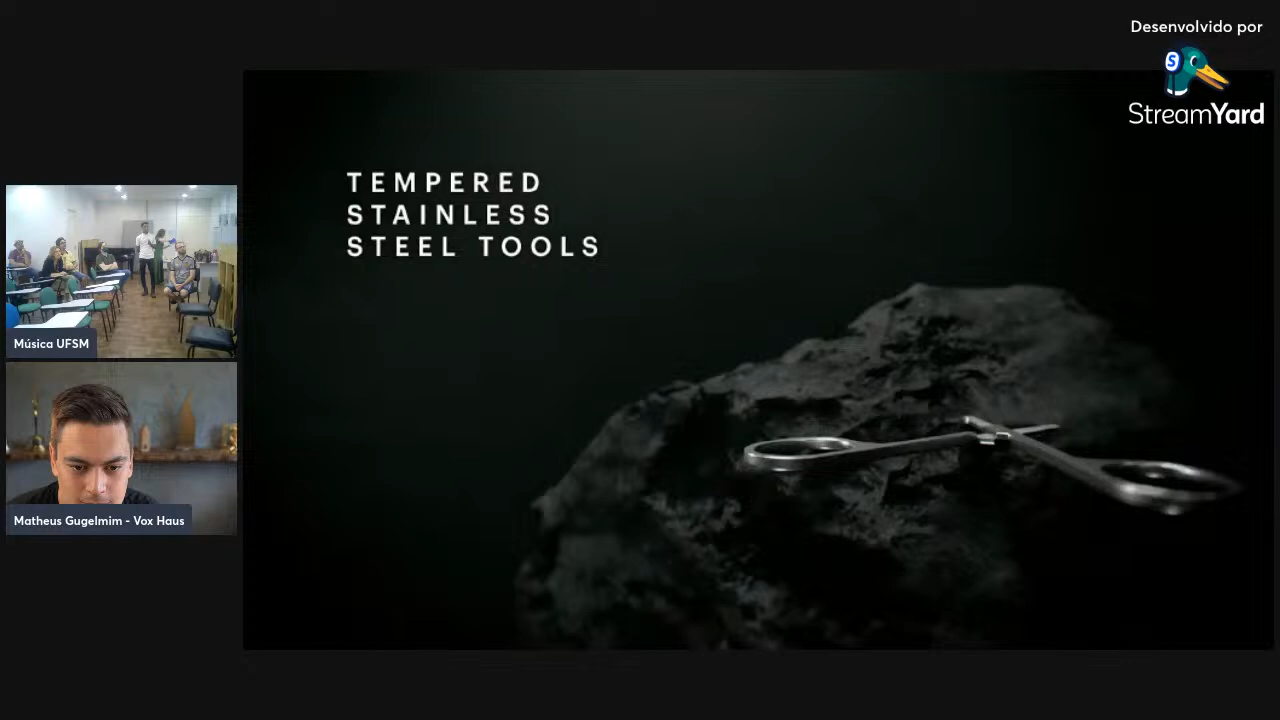 Desenvolvido por
StreamYard
TEMPERED
STAINLESS
STEEL TOOLS
Música UFSM
Matheus Gugelmim - Vox Haus